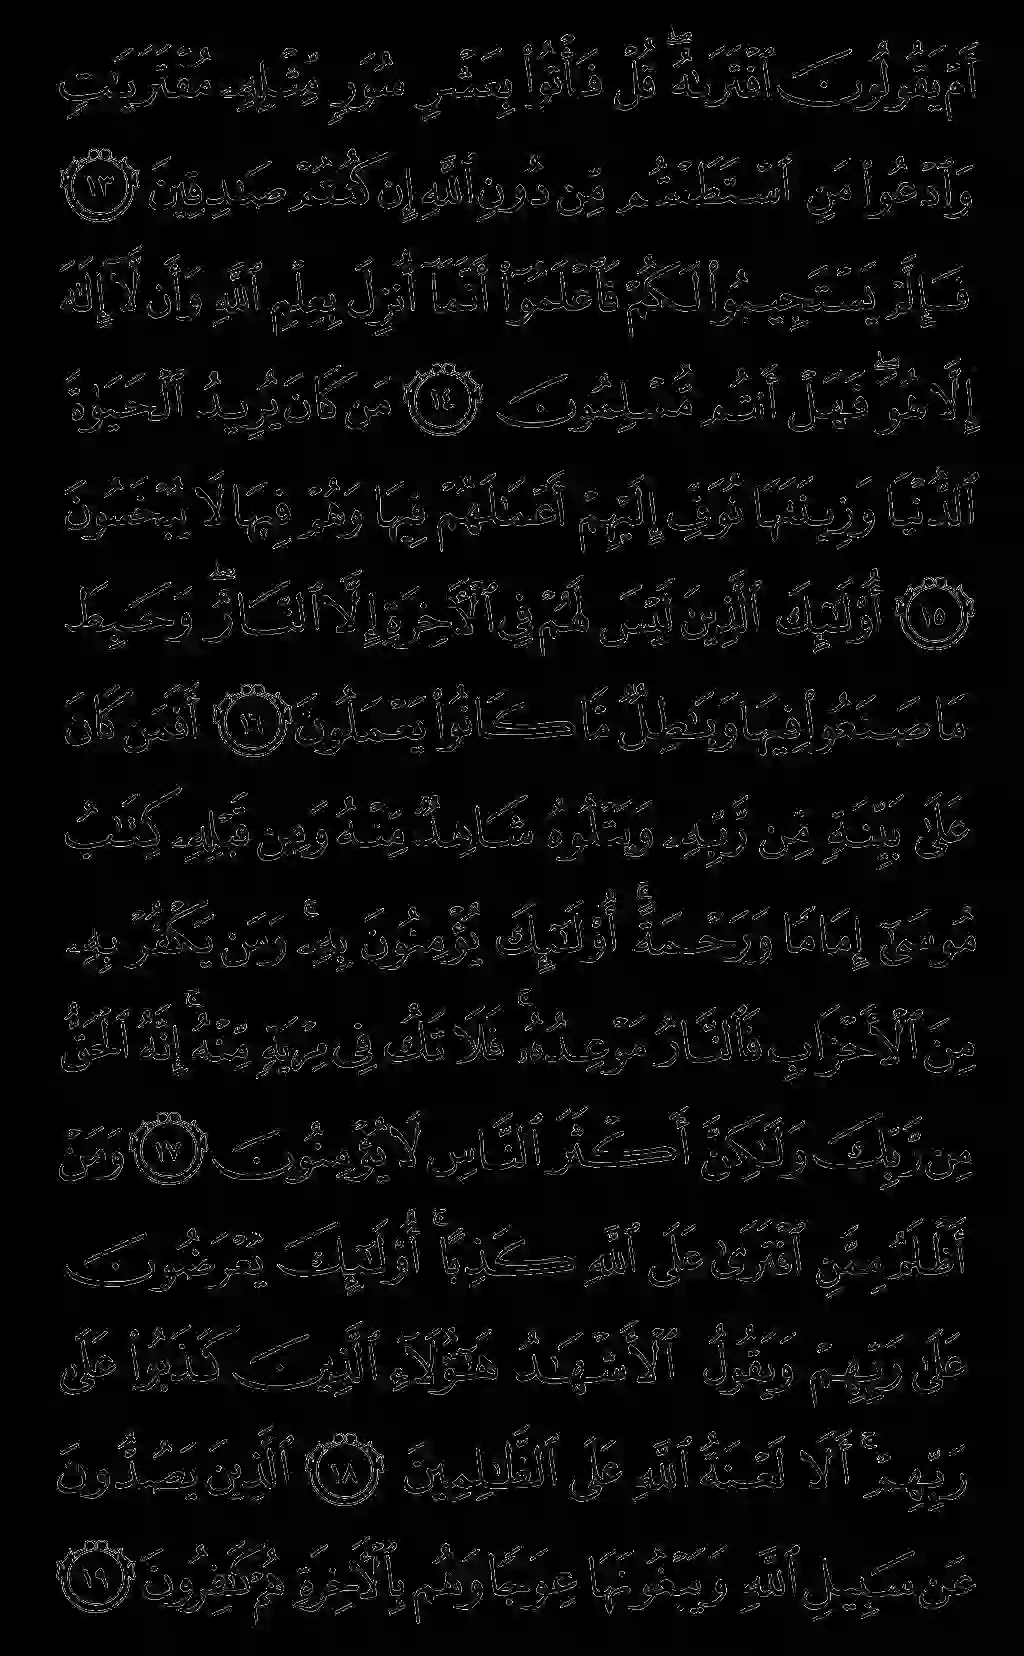 أَمْ يَقُولُونَ ٱفْتَرَىٰهُ ۖ قُلْ فَأْتُوا۟ بِعَشْرِ سُوَرٍ مِّثْلِهِۦ مُفْتَرَيَٰتٍ
وَٱدْعُوا۟ مَنِ ٱسْتَطَعْتُم مِّن دُونِ ٱللَّهِ إِن كُنتُمْ صَٰدِقِينَ ١٣
فَإِلَّمْ يَسْتَجِيبُوا۟ لَكُمْ فَٱعْلَمُوٓا۟ أَنَّمَآ أُنزِلَ بِعِلْمِ ٱللَّهِ وَأَن لَّآ إِلَٰهَ
إِلَّا هُوَ ۖ فَهَلْ أَنتُم مُّسْلِمُونَ ١٤ مَن كَانَ يُرِيدُ ٱلْحَيَوٰةَ
ٱلدُّنْيَا وَزِينَتَهَا نُوَفِّ إِلَيْهِمْ أَعْمَٰلَهُمْ فِيهَا وَهُمْ فِيهَا لَا يُبْخَسُونَ
١٥ أُو۟لَٰٓئِكَ ٱلَّذِينَ لَيْسَ لَهُمْ فِى ٱلْءَاخِرَةِ إِلَّا ٱلنَّارُ ۖ وَحَبِطَ
مَا صَنَعُوا۟ فِيهَا وَبَٰطِلٌ مَّا كَانُوا۟ يَعْمَلُونَ ١٦ أَفَمَن كَانَ
عَلَىٰ بَيِّنَةٍ مِّن رَّبِّهِۦ وَيَتْلُوهُ شَاهِدٌ مِّنْهُ وَمِن قَبْلِهِۦ كِتَٰبُ
مُوسَىٰٓ إِمَامًا وَرَحْمَةً ۚ أُو۟لَٰٓئِكَ يُؤْمِنُونَ بِهِۦ ۚ وَمَن يَكْفُرْ بِهِۦ
مِنَ ٱلْأَحْزَابِ فَٱلنَّارُ مَوْعِدُهُۥ ۚ فَلَا تَكُ فِى مِرْيَةٍ مِّنْهُ ۚ إِنَّهُ ٱلْحَقُّ
مِن رَّبِّكَ وَلَٰكِنَّ أَكْثَرَ ٱلنَّاسِ لَا يُؤْمِنُونَ ١٧ وَمَنْ
أَظْلَمُ مِمَّنِ ٱفْتَرَىٰ عَلَى ٱللَّهِ كَذِبًا ۚ أُو۟لَٰٓئِكَ يُعْرَضُونَ
عَلَىٰ رَبِّهِمْ وَيَقُولُ ٱلْأَشْهَٰدُ هَٰٓؤُلَآءِ ٱلَّذِينَ كَذَبُوا۟ عَلَىٰ
رَبِّهِمْ ۚ أَلَا لَعْنَةُ ٱللَّهِ عَلَى ٱلظَّٰلِمِينَ ١٨ ٱلَّذِينَ يَصُدُّونَ
عَن سَبِيلِ ٱللَّهِ وَيَبْغُونَهَا عِوَجًا وَهُم بِٱلْءَاخِرَةِ هُمْ كَٰفِرُونَ ١٩